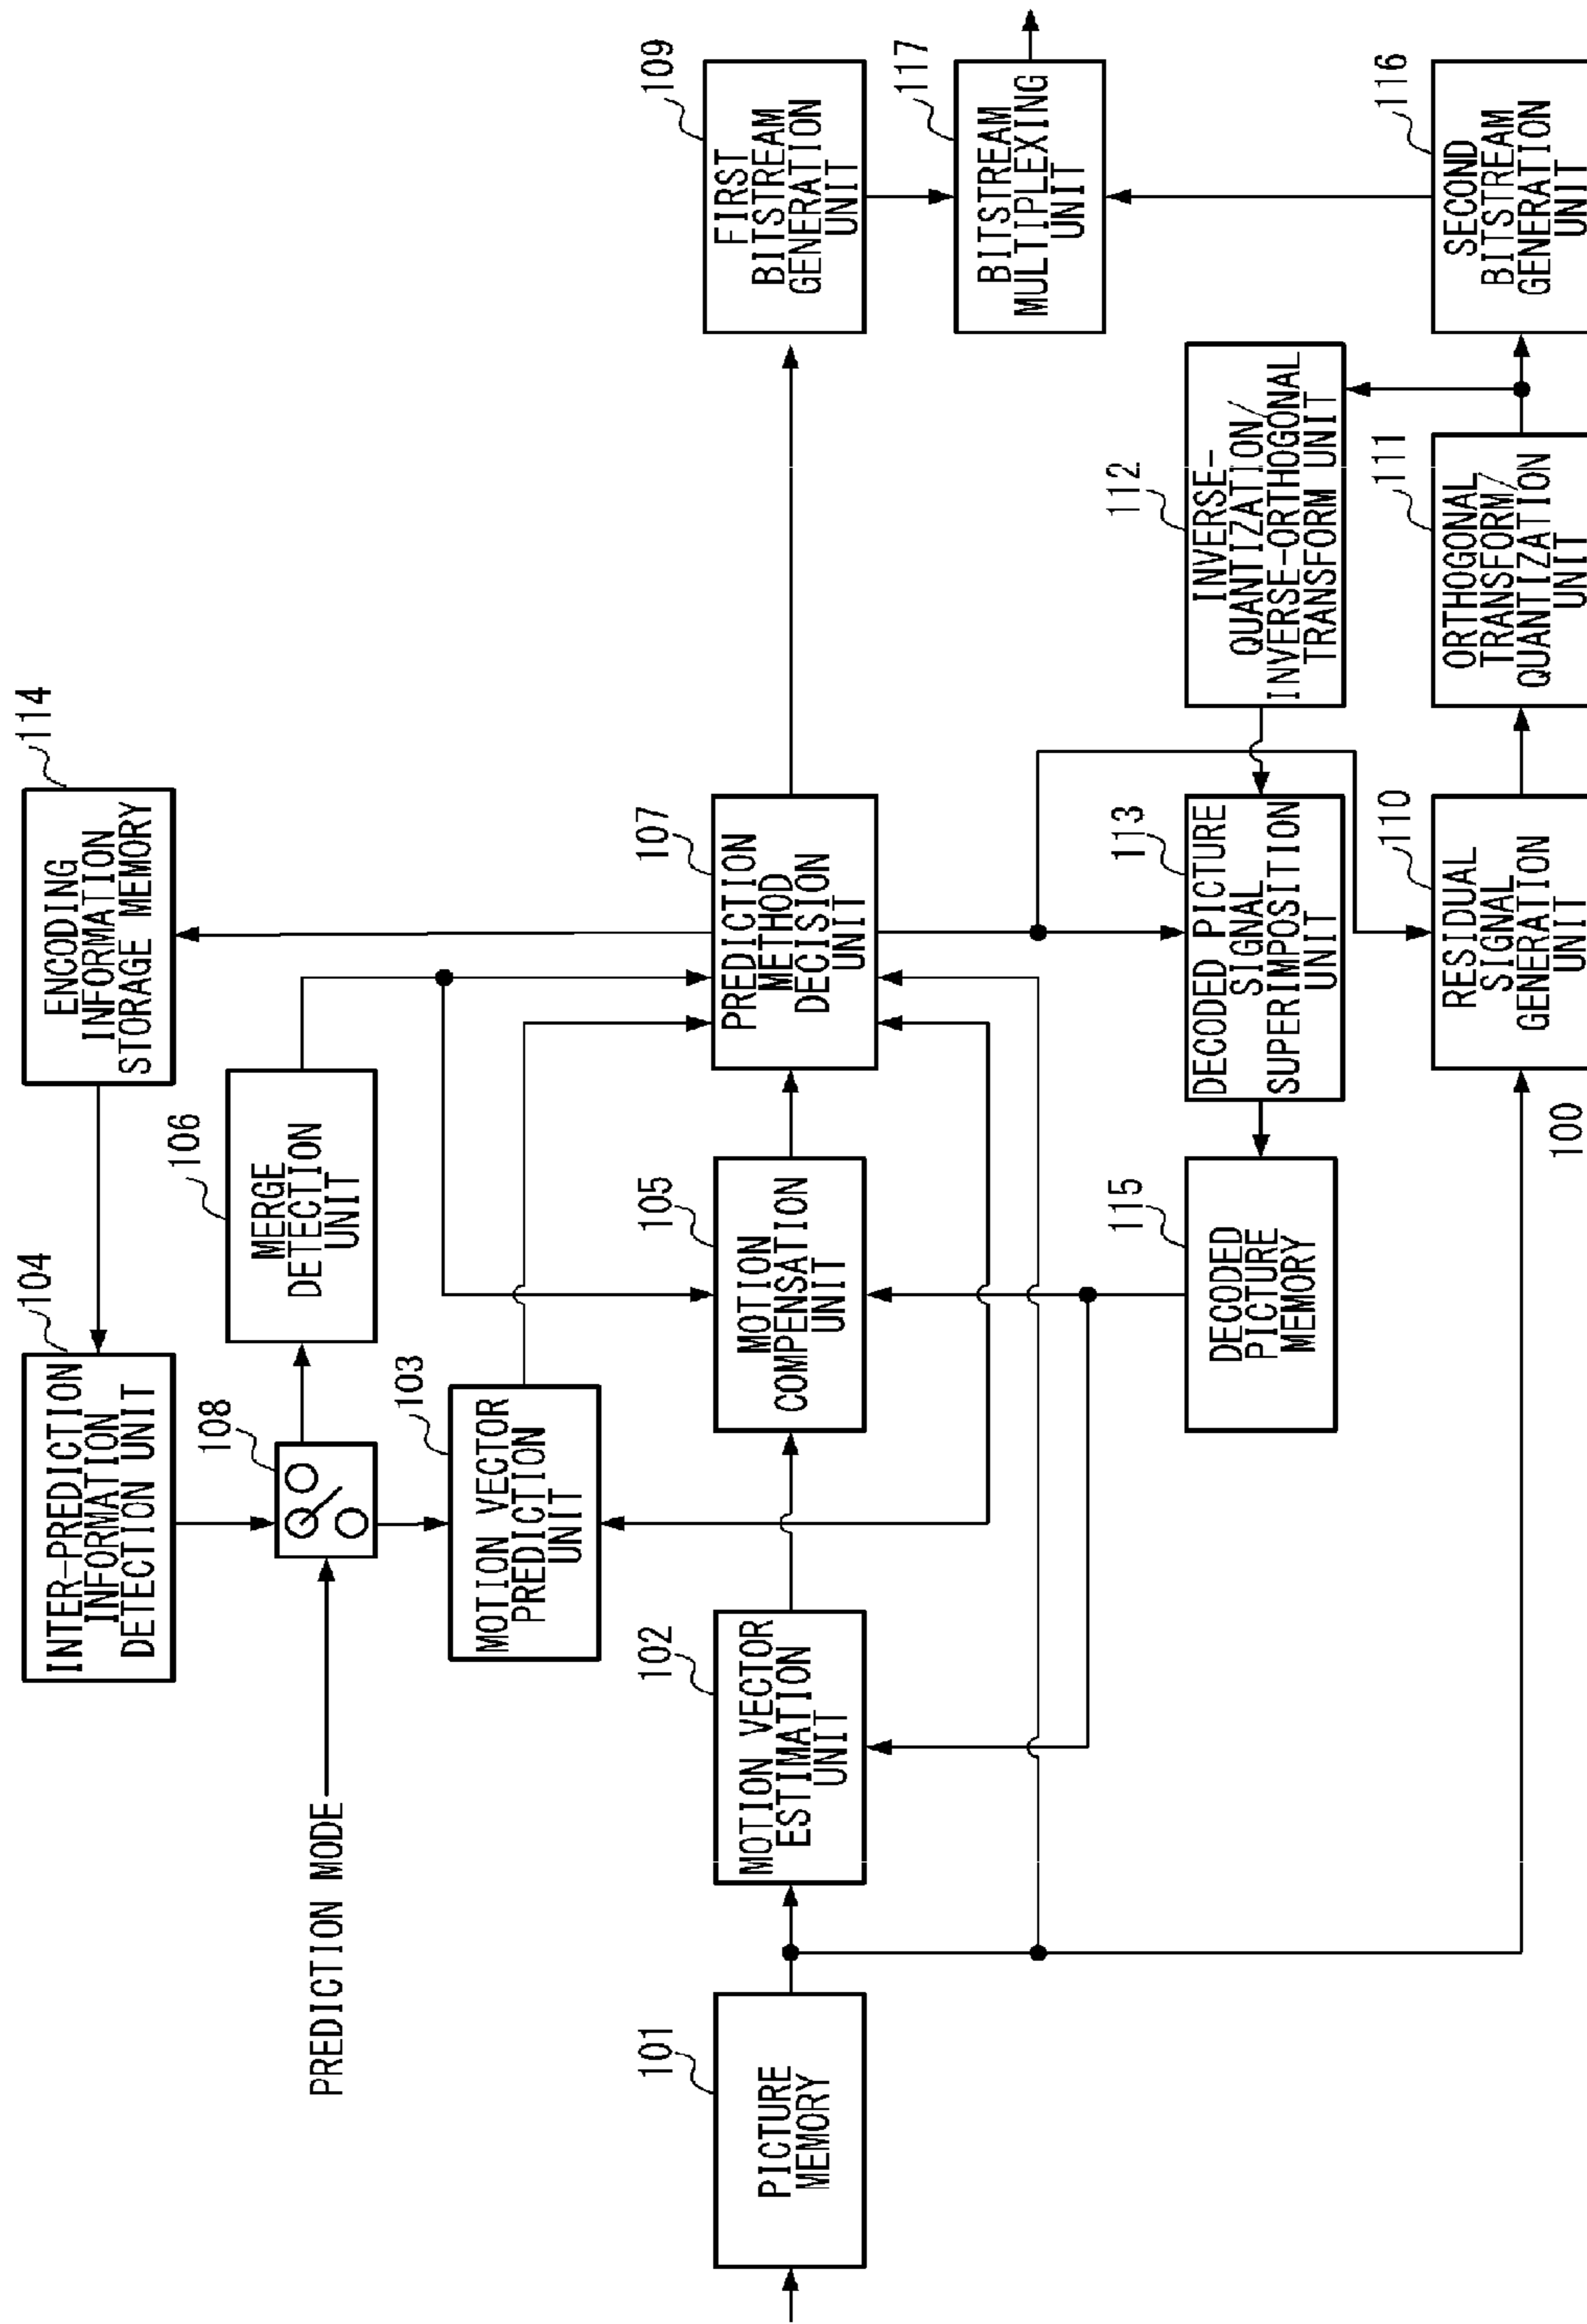 INTER-PREDICTION
INFORMATION
DETECTION UNIT
104
ENCODING
INFORMATION
STORAGE MEMORY
114
108
MERGE
DETECTION
UNIT
106
PREDICTION MODE
MOTION VECTOR
PREDICTION
UNIT
103
PICTURE
MEMORY
101
MOTION VECTOR
ESTIMATION
UNIT
102
MOTION
COMPENSATION
UNIT
105
PREDICTION
METHOD
DECISION
UNIT
107
FIRST
BITSTREAM
GENERATION
UNIT
109
BITSTREAM
MULTIPLEXING
UNIT
117
DECODED
PICTURE
MEMORY
115
DECODED PICTURE
SIGNAL
SUPERIMPOSITION
UNIT
113
INVERSE-
QUANTIZATION/
INVERSE-ORTHOGONAL
TRANSFORM UNIT
112
RESIDUAL
SIGNAL
GENERATION
UNIT
110
ORTHOGONAL
TRANSFORM/
QUANTIZATION
UNIT
111
SECOND
BITSTREAM
GENERATION
UNIT
116
100